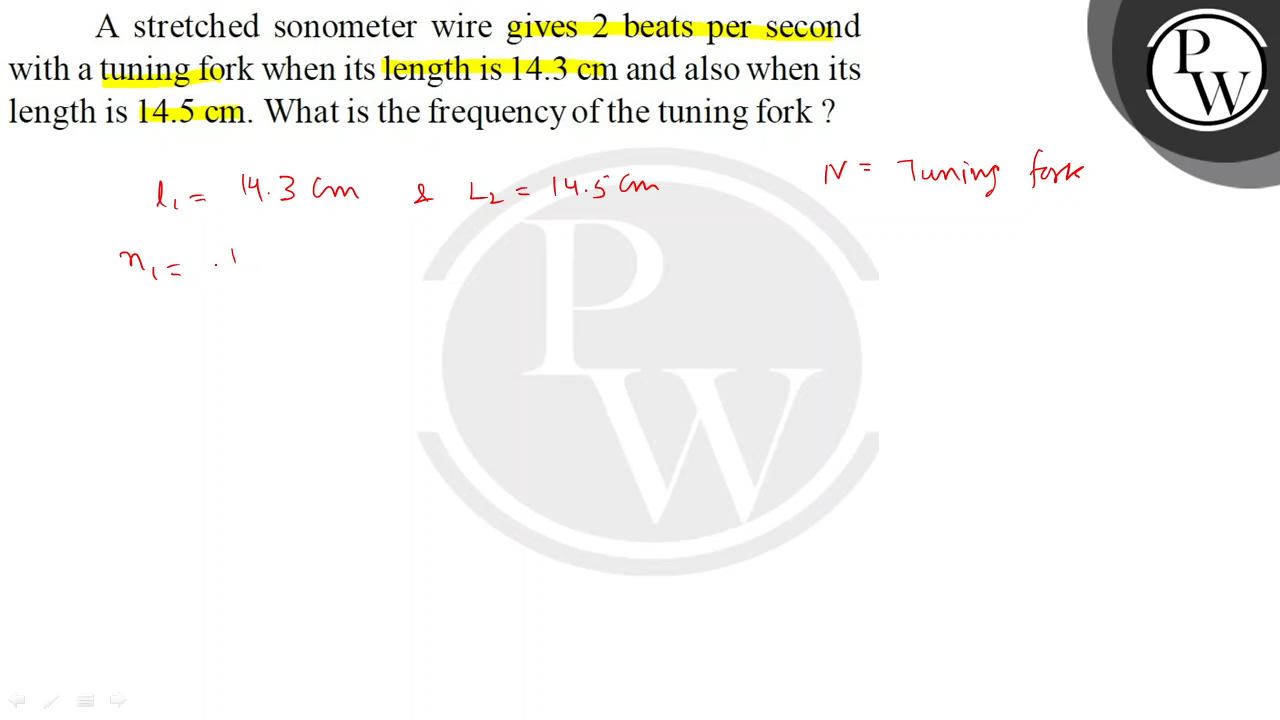 A stretched sonometer wire gives 2 beats per second
with a tuning fork when its length is 14.3 cm and also when its
length is 14.5 cm. What is the frequency of the tuning fork ?
N = Tuning fork
l₁ = 14.3 cm & L₂ = 14.5 cm
n₁ =
P
W
P
W